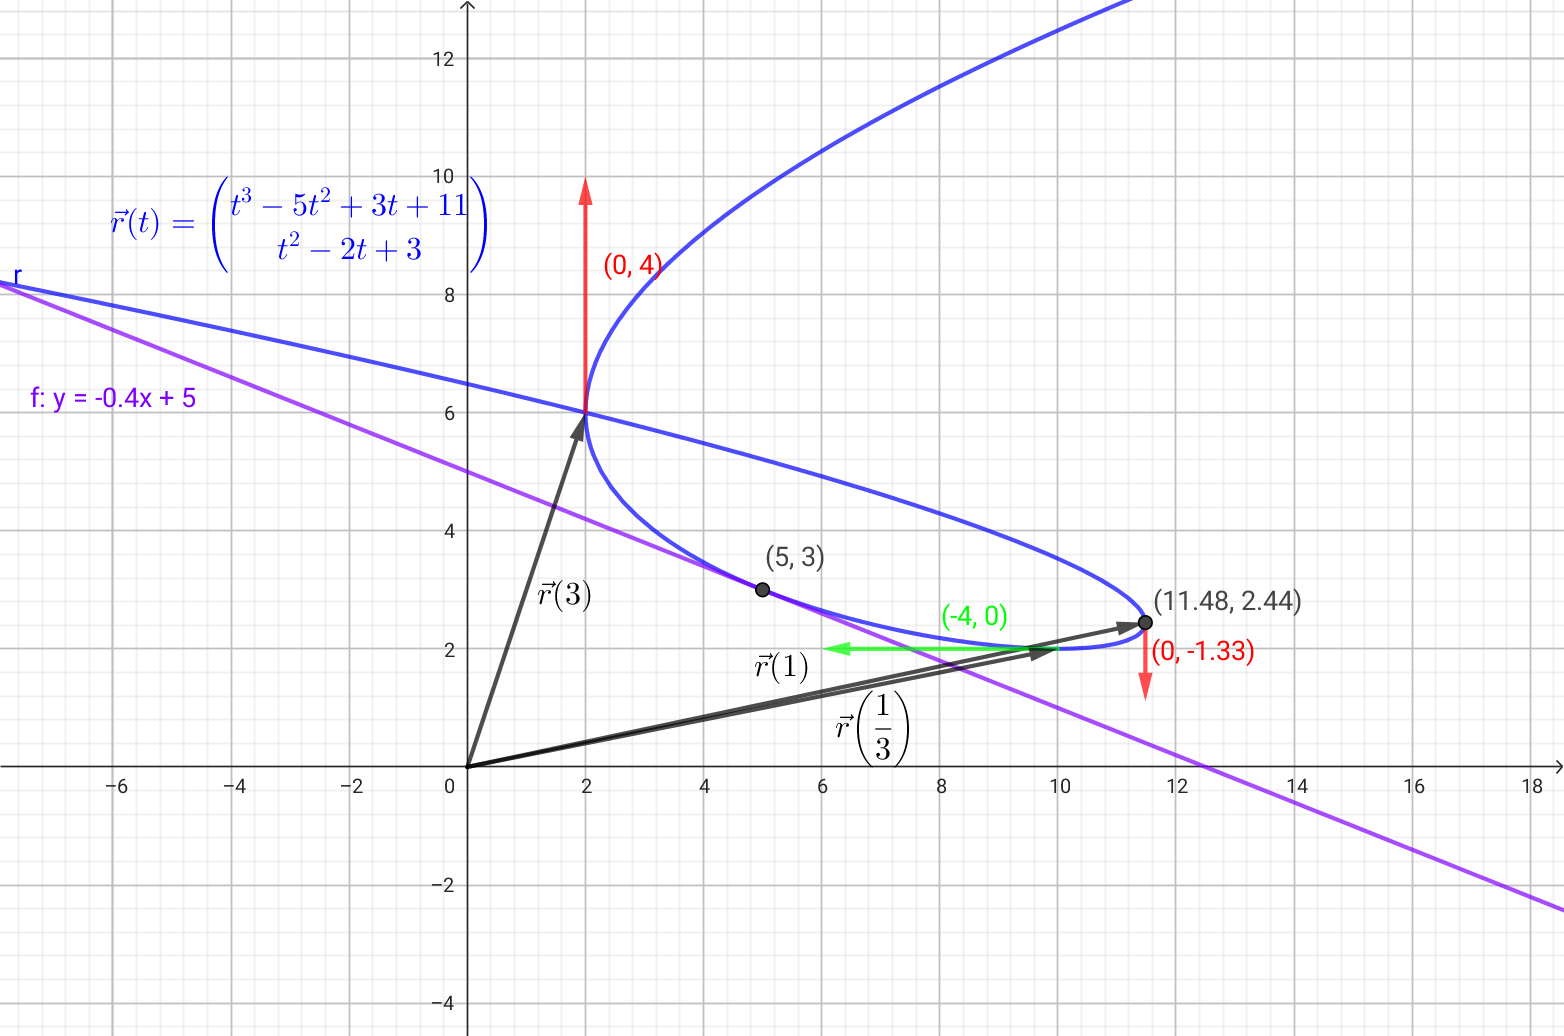 12
10
r⃗(t) = (t³ − 5t² + 3t + 11
t² − 2t + 3)
(0, 4)
r
8
f: y = -0.4x + 5
6
4
(5, 3)
r⃗(3)
(11.48, 2.44)
(-4, 0)
2
r⃗(1)
(0, -1.33)
r⃗(1/3)
−6 −4 −2 0 2 4 6 8 10 12 14 16 18
−2
−4